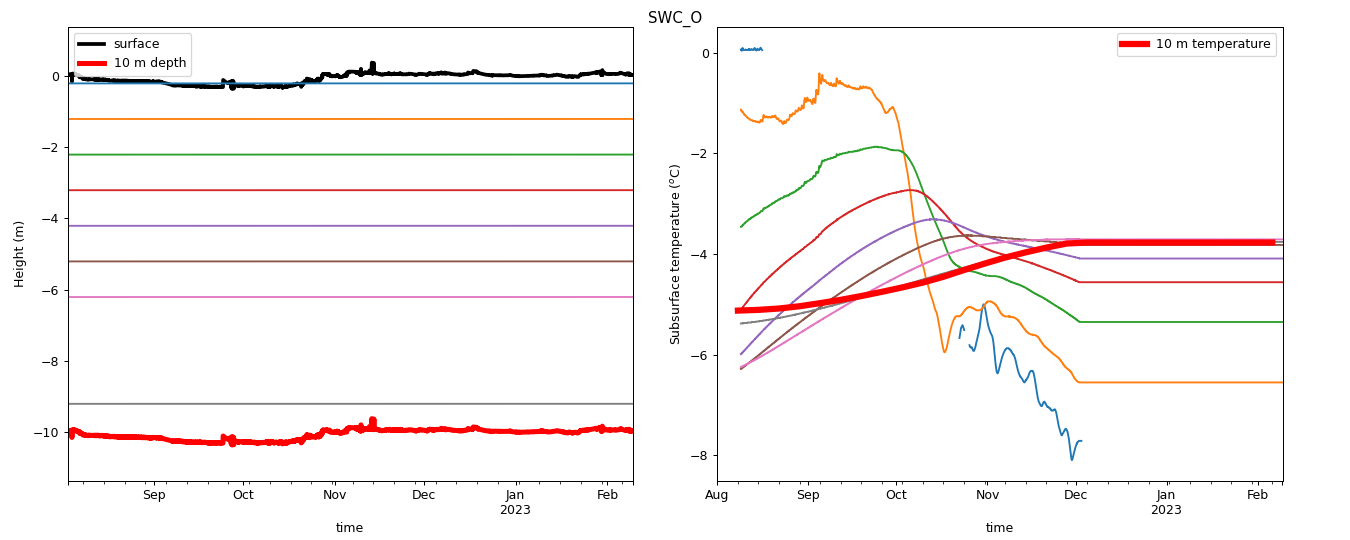 SWC_O
surface
10 m depth
0
−2
−4
−6
−8
−10
Height (m)
Sep
Oct
Nov
Dec
Jan
2023
Feb
time
10 m temperature
0
−2
−4
−6
−8
Subsurface temperature (°C)
Aug
Sep
Oct
Nov
Dec
Jan
2023
Feb
time